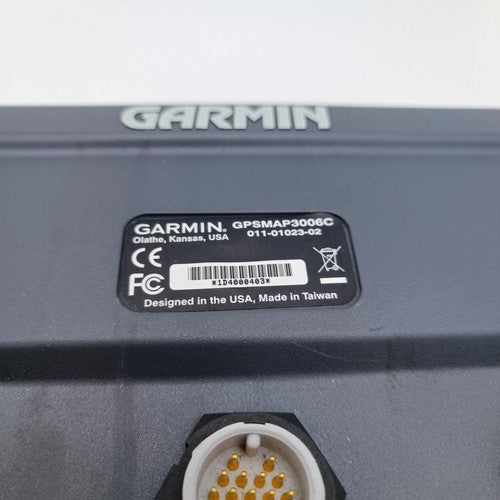 GARMIN
GARMIN. GPSMAP3006C
Olathe, Kansas, USA 011-01023-02
CE
FC
*1D4000403*
Designed in the USA, Made in Taiwan